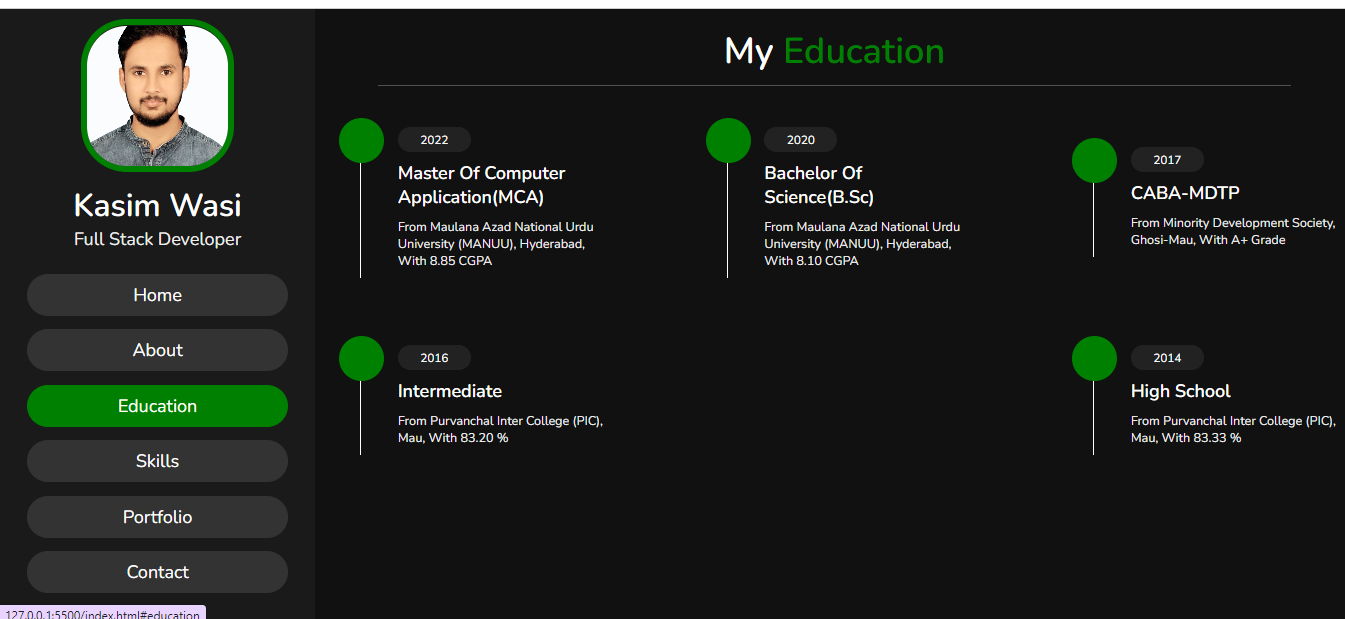 Kasim Wasi
Full Stack Developer
Home
About
Education
Skills
Portfolio
Contact
127.0.0.1:5500/index.html#education
My Education
2022
Master Of Computer
Application(MCA)
From Maulana Azad National Urdu
University (MANUU), Hyderabad,
With 8.85 CGPA
2020
Bachelor Of
Science(B.Sc)
From Maulana Azad National Urdu
University (MANUU), Hyderabad,
With 8.10 CGPA
2017
CABA-MDTP
From Minority Development Society,
Ghosi-Mau, With A+ Grade
2016
Intermediate
From Purvanchal Inter College (PIC),
Mau, With 83.20 %
2014
High School
From Purvanchal Inter College (PIC),
Mau, With 83.33 %